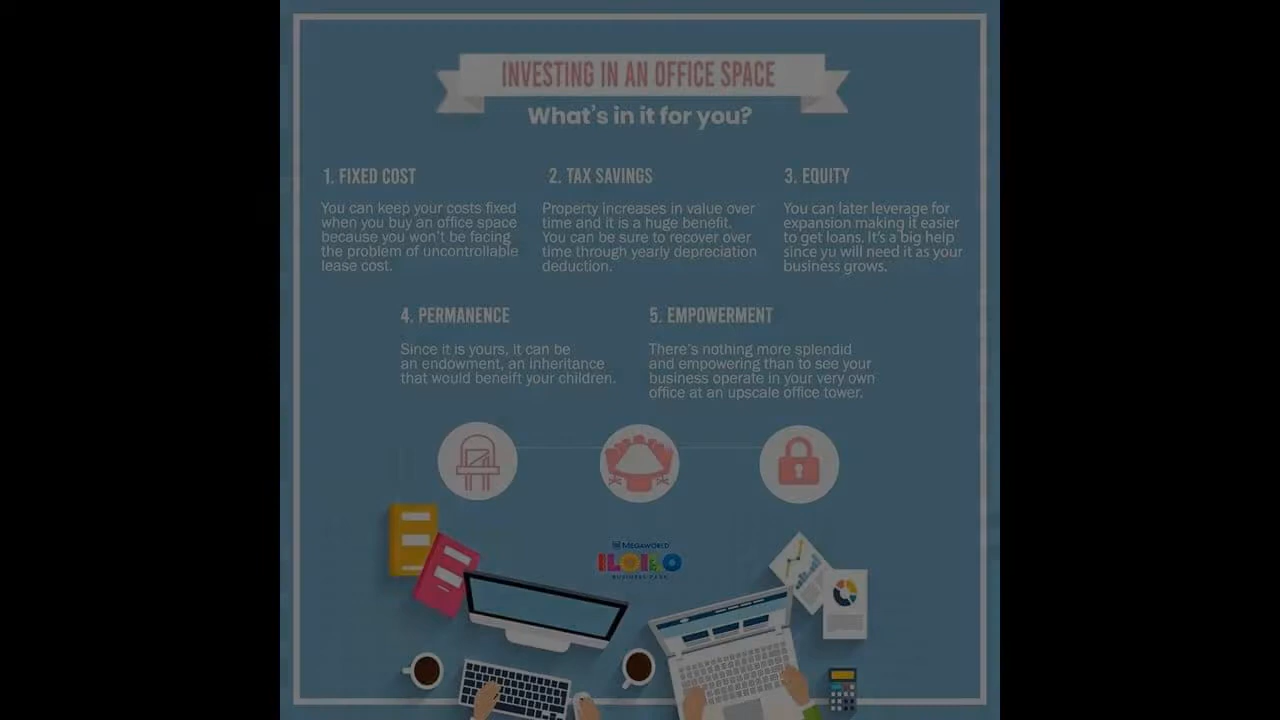 INVESTING IN AN OFFICE SPACE
What's in it for you?
1. FIXED COST
You can keep your costs fixed
when you buy an office space
because you won't be facing
the problem of uncontrollable
lease cost.
2. TAX SAVINGS
Property increases in value over
time and it is a huge benefit.
You can be sure to recover over
time through yearly depreciation
deduction.
3. EQUITY
You can later leverage for
expansion making it easier
to get loans. It's a big help
since yu will need it as your
business grows.
4. PERMANENCE
Since it is yours, it can be
an endowment, an inheritance
that would beneift your children.
5. EMPOWERMENT
There's nothing more splendid
and empowering than to see your
business operate in your very own
office at an upscale office tower.
MEGAWORLD
ILOILO
BUSINESS PARK